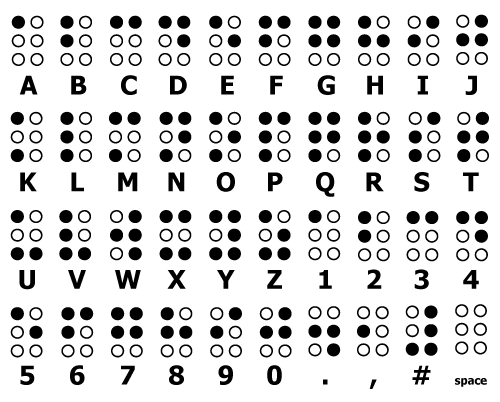 A B C D E F G H I J
K L M N O P Q R S T
U V W X Y Z 1 2 3 4
5 6 7 8 9 0 . , # space